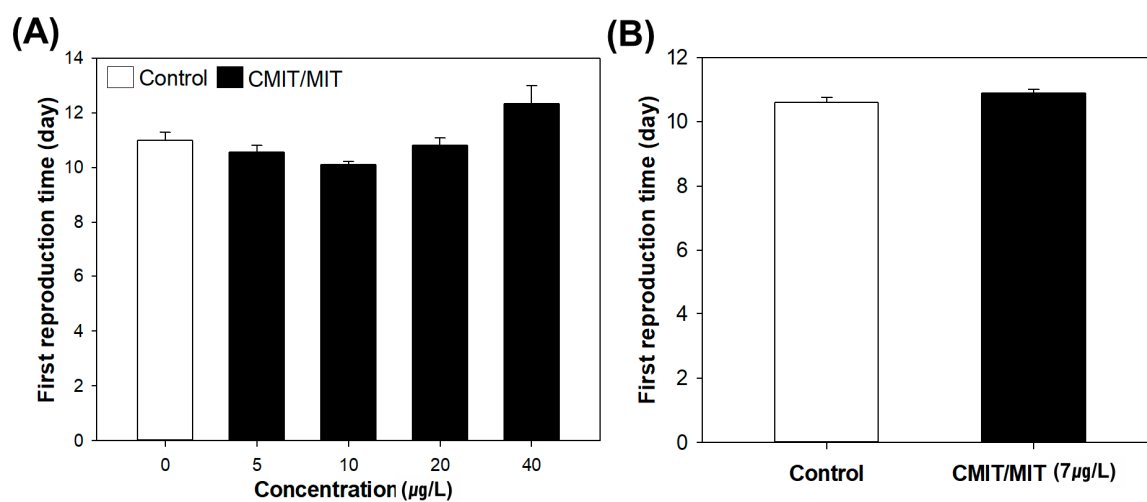 (A)
First reproduction time (day)
14
12
10
8
6
4
2
0
Control CMIT/MIT
0 5 10 20 40
Concentration (μg/L)
(B)
First reproduction time (day)
12
10
8
6
4
2
0
Control CMIT/MIT (7μg/L)